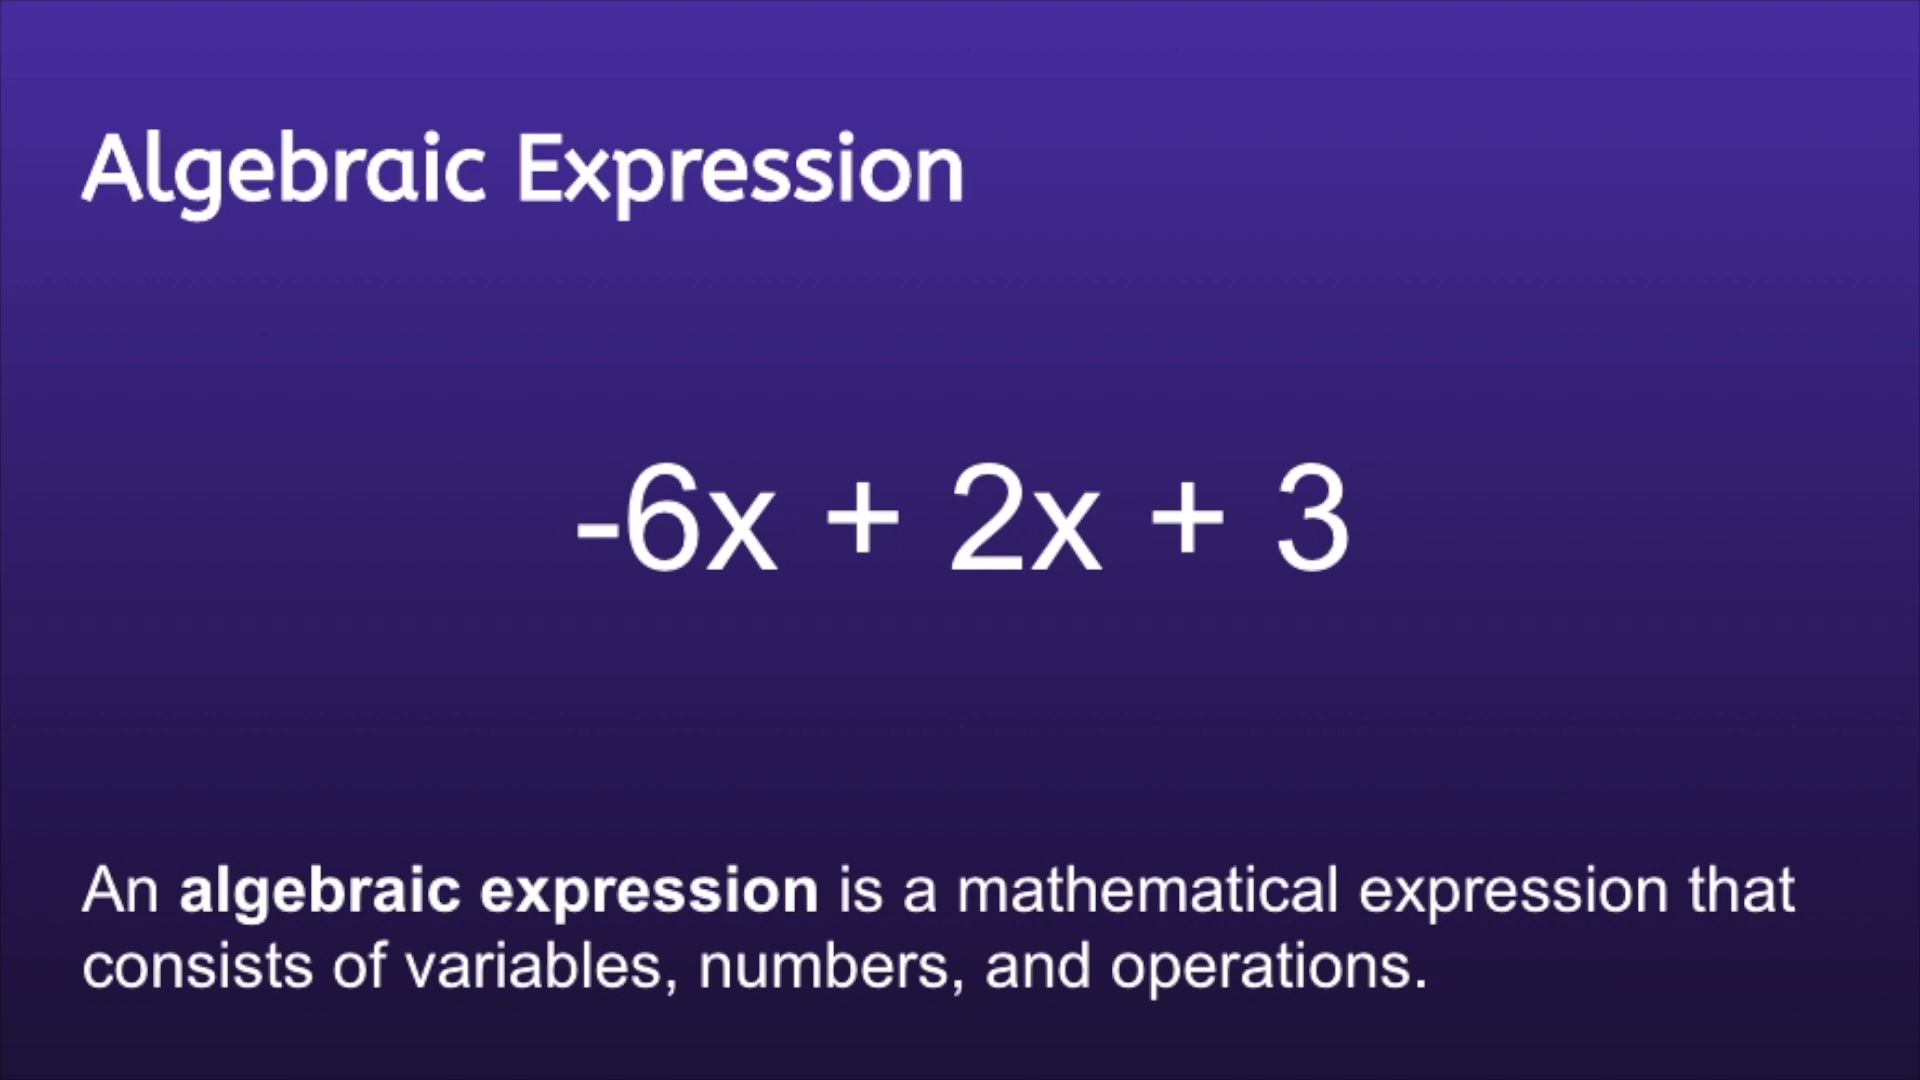 Algebraic Expression
-6x + 2x + 3
An algebraic expression is a mathematical expression that
consists of variables, numbers, and operations.